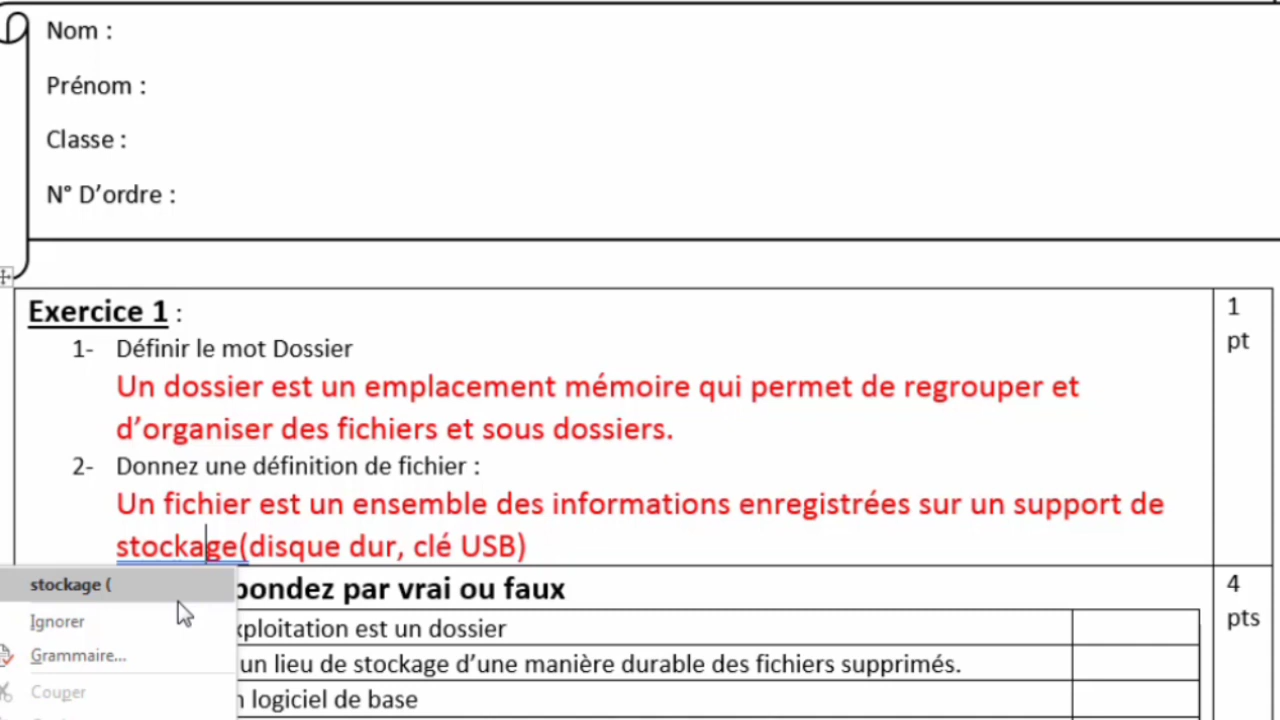 Nom :
Prénom :
Classe :
N° D’ordre :
Exercice 1 :
1
pt
1- Définir le mot Dossier
Un dossier est un emplacement mémoire qui permet de regrouper et
d’organiser des fichiers et sous dossiers.
2- Donnez une définition de fichier :
Un fichier est un ensemble des informations enregistrées sur un support de
stockage(disque dur, clé USB)
stockage (
Ignorer
Grammaire...
Couper
pondez par vrai ou faux
4
pts
xploitation est un dossier
un lieu de stockage d’une manière durable des fichiers supprimés.
logiciel de base